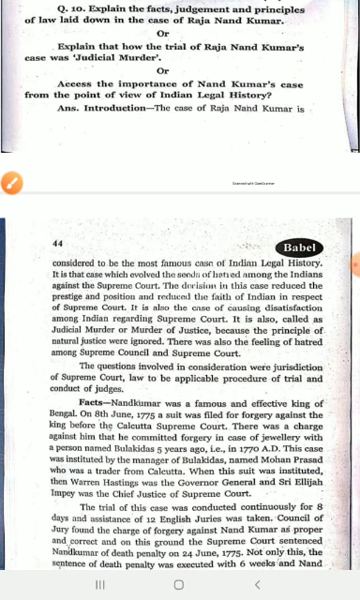 Q. 10. Explain the facts, judgement and principles
of law laid down in the case of Raja Nand Kumar.
Or
Explain that how the trial of Raja Nand Kumar's
case was 'Judicial Murder'.
Or
Access the importance of Nand Kumar's case
from the point of view of Indian Legal History?
Ans. Introduction—The case of Raja Nand Kumar is
Scanned with CamScanner
44
Babel
considered to be the most famous case of Indian Legal History.
It is that case which evolved the seeds of hatred among the Indians
against the Supreme Court. The decision in this case reduced the
prestige and position and reduced the faith of Indian in respect
of Supreme Court. It is also the case of causing disatisfaction
among Indian regarding Supreme Court. It is also, called as
Judicial Murder or Murder of Justice, because the principle of
natural justice were ignored. There was also the feeling of hatred
among Supreme Council and Supreme Court.
The questions involved in consideration were jurisdiction
of Supreme Court, law to be applicable procedure of trial and
conduct of judges.
Facts—Nandkumar was a famous and effective king of
Bengal. On 8th June, 1775 a suit was filed for forgery against the
king before the Calcutta Supreme Court. There was a charge
against him that he committed forgery in case of jewellery with
a person named Bulakidas 5 years ago, i.e., in 1770 A.D. This case
was instituted by the manager of Bulakidas, named Mohan Prasad
who was a trader from Calcutta. When this suit was instituted,
then Warren Hastings was the Governor General and Sri Ellijah
Impey was the Chief Justice of Supreme Court.
The trial of this case was conducted continuously for 8
days and assistance of 12 English Juries was taken. Council of
Jury found the charge of forgery against Nand Kumar as proper
and correct and on this ground the Supreme Court sentenced
Nandkumar of death penalty on 24 June, 1775. Not only this, the
sentence of death penalty was executed with 6 weeks and Nand